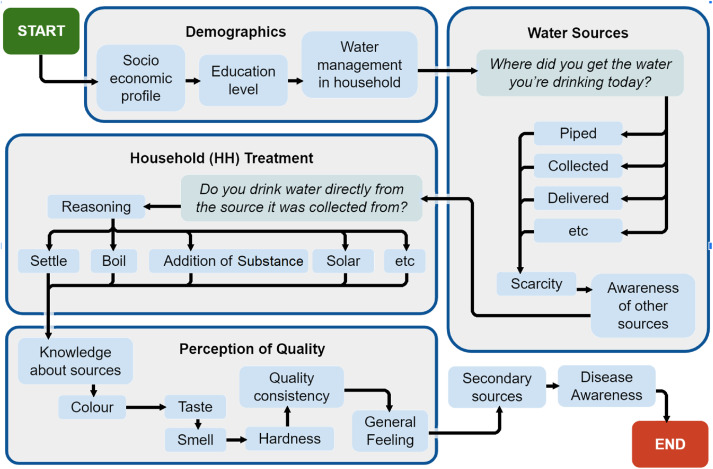 START
Demographics
Socio
economic
profile
Education
level
Water
management
in household
Water Sources
Where did you get the water
you're drinking today?
Piped
Collected
Delivered
etc
Scarcity
Awareness
of other
sources
Household (HH) Treatment
Do you drink water directly from
the source it was collected from?
Reasoning
Settle
Boil
Addition of Substance
Solar
etc
Perception of Quality
Knowledge
about sources
Colour
Taste
Smell
Hardness
Quality
consistency
General
Feeling
Secondary
sources
Disease
Awareness
END